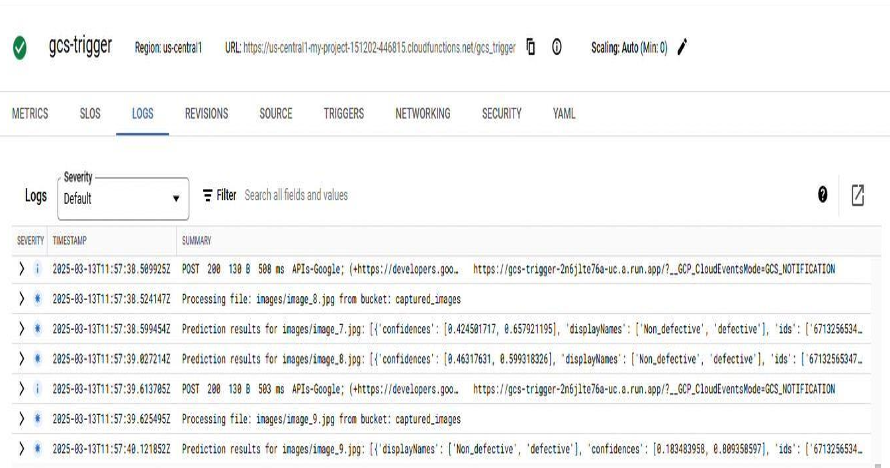 gcs-trigger Region: us-central1 URL: https://us-central1-my-project-151202-446815.cloudfunctions.net/gcs_trigger Scaling: Auto (Min: 0)
METRICS SLOS LOGS REVISIONS SOURCE TRIGGERS NETWORKING SECURITY YAML
Severity
Logs Default Filter Search all fields and values
SEVERITY TIMESTAMP SUMMARY
2025-03-13T11:57:38.509925Z POST 200 130 B 508 ms APIs-Google; (+https://developers.goo… https://gcs-trigger-2n6jlte76a-uc.a.run.app/?__GCP_CloudEventsMode=GCS_NOTIFICATION
2025-03-13T11:57:38.524147Z Processing file: images/image_8.jpg from bucket: captured_images
2025-03-13T11:57:38.599454Z Prediction results for images/image_7.jpg: [{'confidences': [0.424501717, 0.657921195], 'displayNames': ['Non_defective', 'defective'], 'ids': ['6713256534…
2025-03-13T11:57:39.027214Z Prediction results for images/image_8.jpg: [{'confidences': [0.46317631, 0.599318326], 'displayNames': ['Non_defective', 'defective'], 'ids': ['67132565347…
2025-03-13T11:57:39.613705Z POST 200 130 B 503 ms APIs-Google; (+https://developers.goo… https://gcs-trigger-2n6jlte76a-uc.a.run.app/?__GCP_CloudEventsMode=GCS_NOTIFICATION
2025-03-13T11:57:39.625495Z Processing file: images/image_9.jpg from bucket: captured_images
2025-03-13T11:57:40.121852Z Prediction results for images/image_9.jpg: [{'displayNames': ['Non_defective', 'defective'], 'confidences': [0.183483958, 0.809358597], 'ids': ['6713256534…